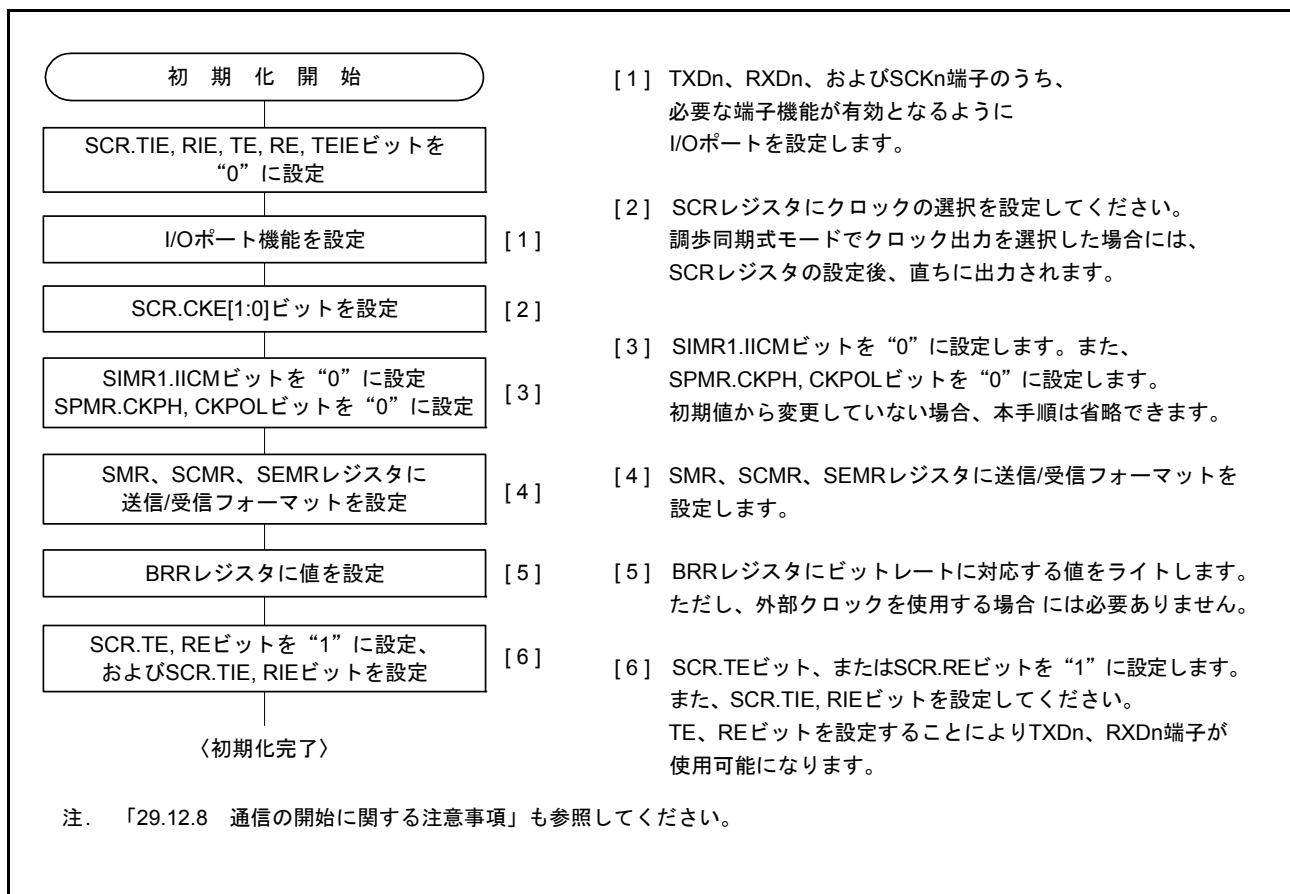 初 期 化 開 始
SCR.TIE, RIE, TE, RE, TEIEビットを
“0”に設定
I/Oポート機能を設定
[ 1 ]
SCR.CKE[1:0]ビットを設定
[ 2 ]
SIMR1.IICMビットを“0”に設定
SPMR.CKPH, CKPOLビットを“0”に設定
[ 3 ]
SMR、SCMR、SEMRレジスタに
送信/受信フォーマットを設定
[ 4 ]
BRRレジスタに値を設定
[ 5 ]
SCR.TE, REビットを“1”に設定、
およびSCR.TIE, RIEビットを設定
[ 6 ]
〈初期化完了〉
[ 1 ] TXDn、RXDn、およびSCKn端子のうち、
必要な端子機能が有効となるように
I/Oポートを設定します。
[ 2 ] SCRレジスタにクロックの選択を設定してください。
調歩同期式モードでクロック出力を選択した場合には、
SCRレジスタの設定後、直ちに出力されます。
[ 3 ] SIMR1.IICMビットを“0”に設定します。また、
SPMR.CKPH, CKPOLビットを“0”に設定します。
初期値から変更していない場合、本手順は省略できます。
[ 4 ] SMR、SCMR、SEMRレジスタに送信/受信フォーマットを
設定します。
[ 5 ] BRRレジスタにビットレートに対応する値をライトします。
ただし、外部クロックを使用する場合 には必要ありません。
[ 6 ] SCR.TEビット、またはSCR.REビットを“1”に設定します。
また、SCR.TIE, RIEビットを設定してください。
TE、REビットを設定することによりTXDn、RXDn端子が
使用可能になります。
注. 「29.12.8 通信の開始に関する注意事項」も参照してください。